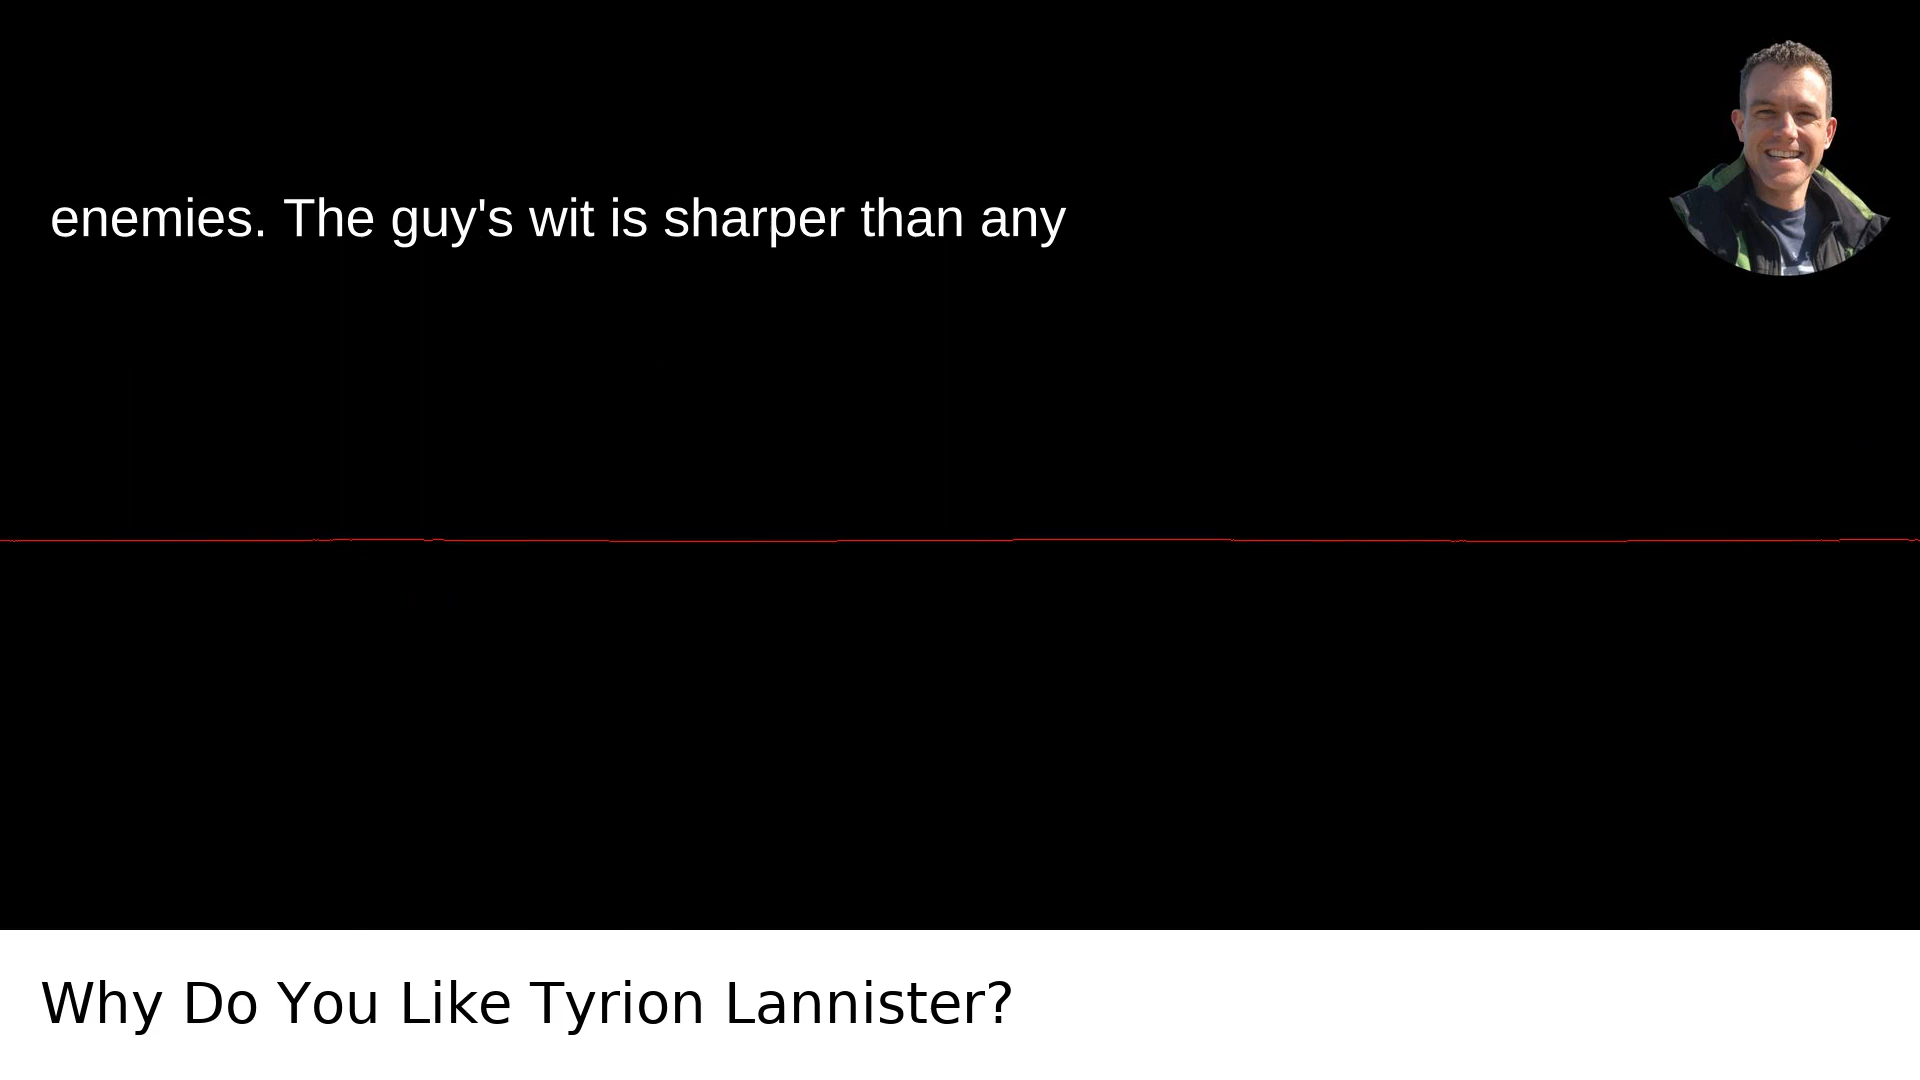 enemies. The guy's wit is sharper than any
Why Do You Like Tyrion Lannister?